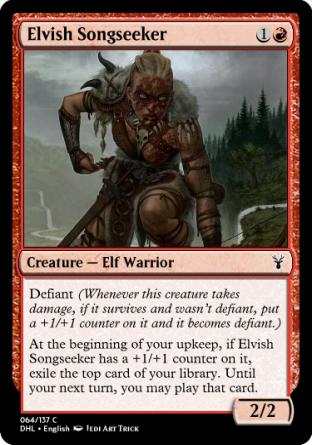 Elvish Songseeker 1
Creature — Elf Warrior
Defiant (Whenever this creature takes
damage, if it survives and wasn't defiant, put
a +1/+1 counter on it and it becomes defiant.)
At the beginning of your upkeep, if Elvish
Songseeker has a +1/+1 counter on it,
exile the top card of your library. Until
your next turn, you may play that card.
064/137 C
DHL • English JEDI ART TRICK
2/2